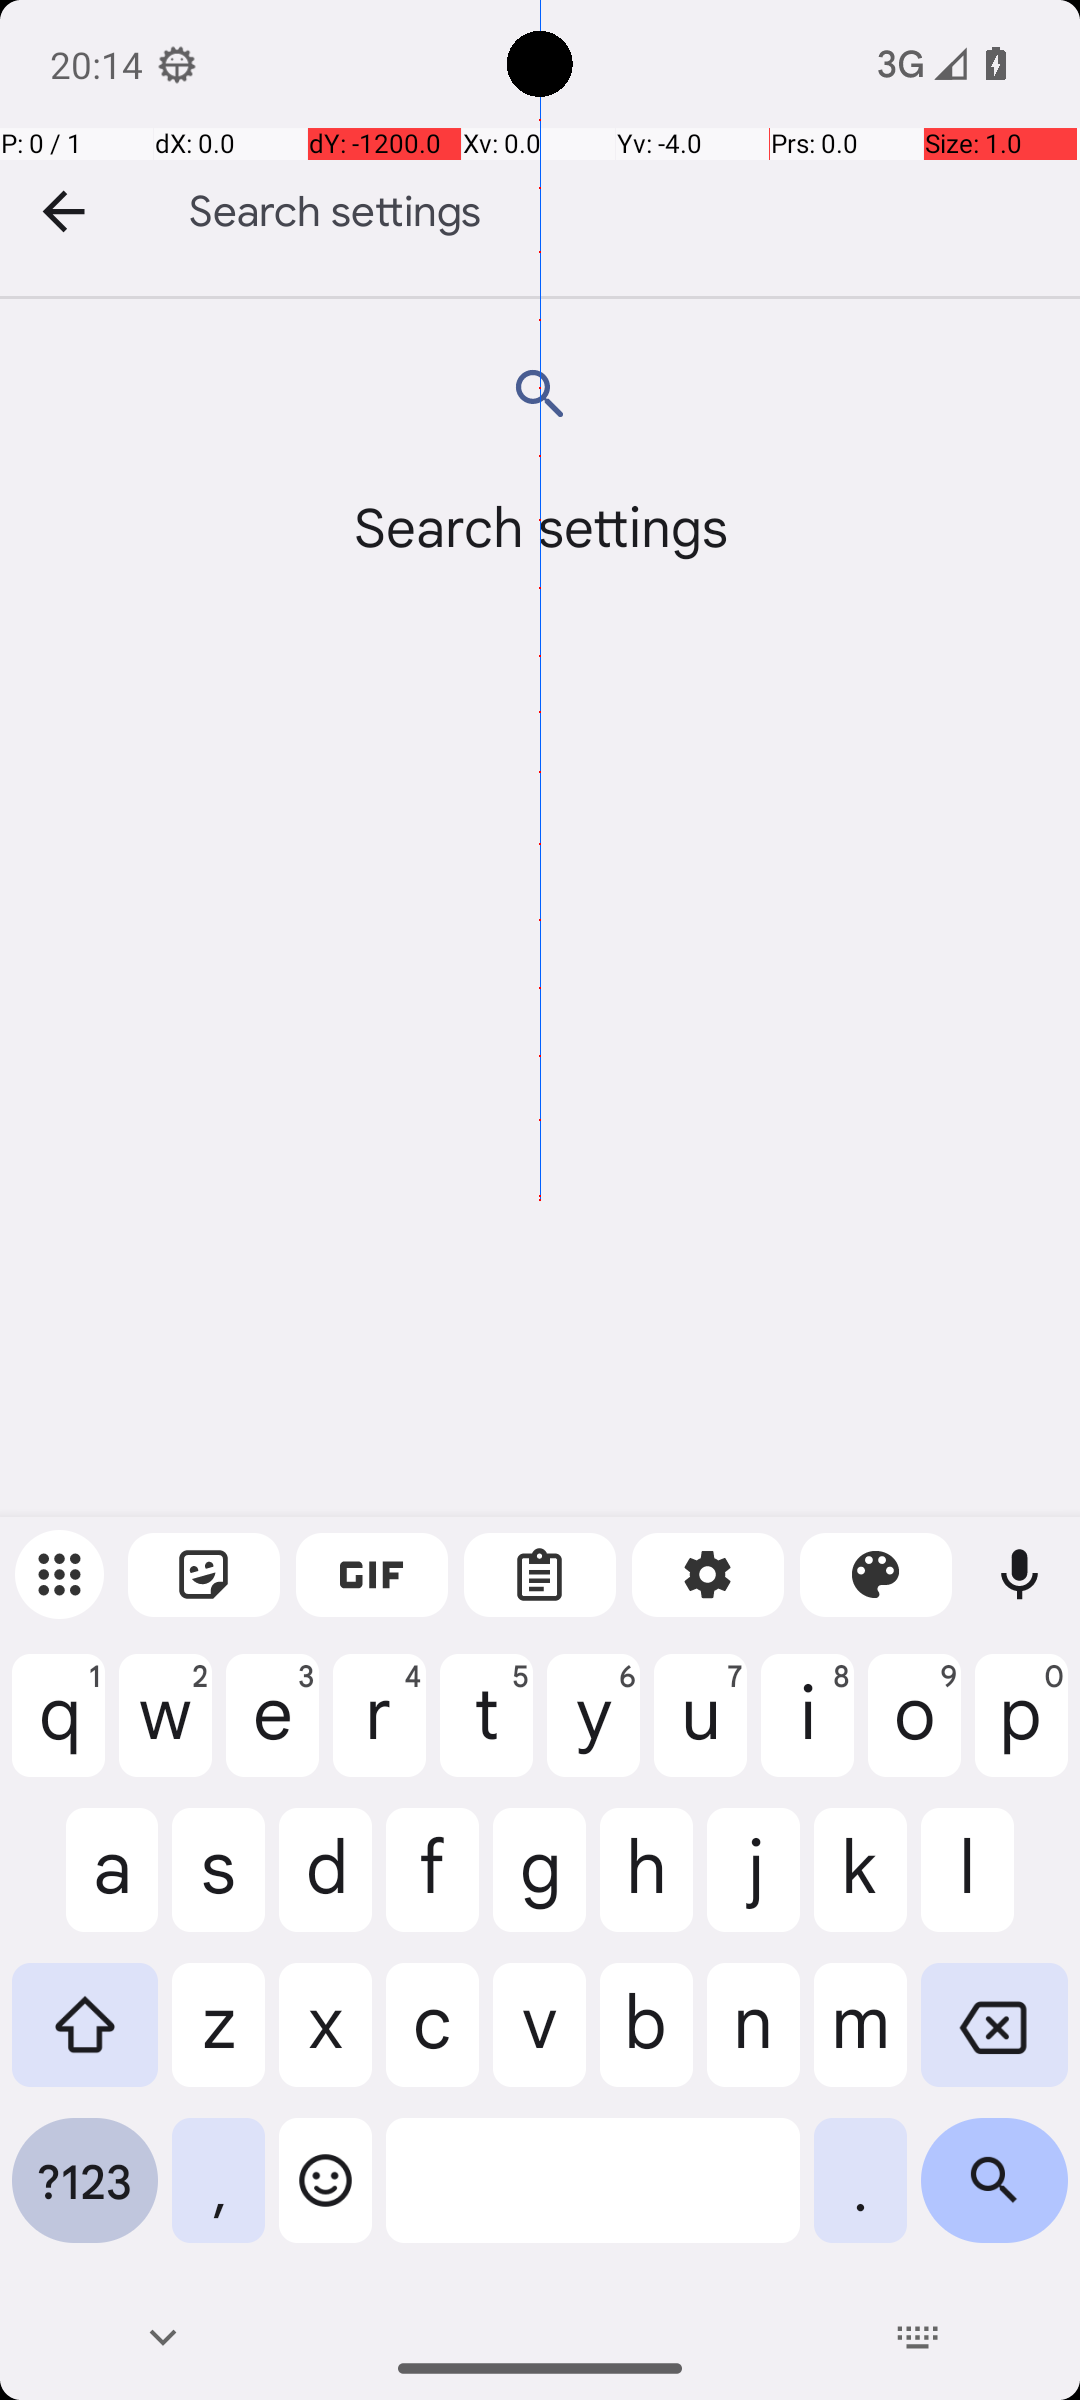 20:14 3G
P: 0 / 1 dX: 0.0 dY: -1200.0 Xv: 0.0 Yv: -4.0 Prs: 0.0 Size: 1.0
Search settings
Search settings
GIF
1 2 3 4 5 6 7 8 9 0
q w e r t y u i o p
a s d f g h j k l
z x c v b n m
?123 , .